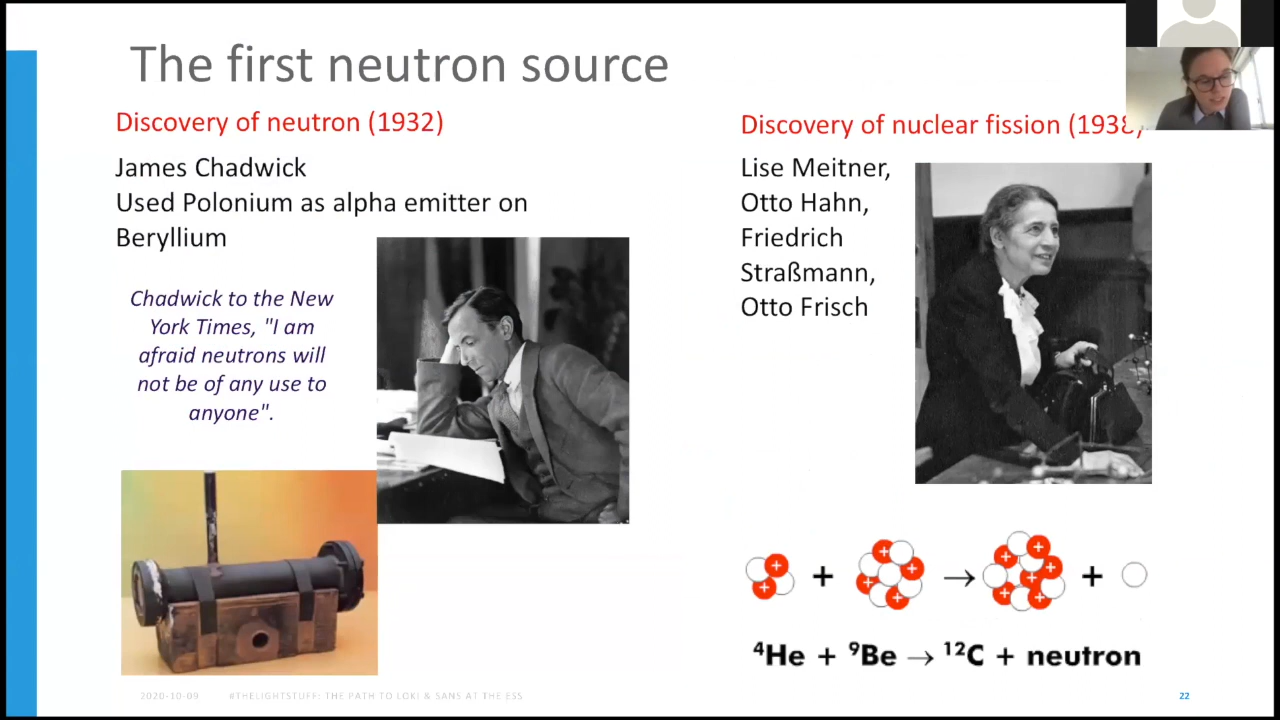 The first neutron source
Discovery of neutron (1932)
James Chadwick
Used Polonium as alpha emitter on
Beryllium
Chadwick to the New
York Times, "I am
afraid neutrons will
not be of any use to
anyone".
Discovery of nuclear fission (1938)
Lise Meitner,
Otto Hahn,
Friedrich
Straßmann,
Otto Frisch
+ → +
⁴He + ⁹Be → ¹²C + neutron
2020-10-09 #THELIGHTSTUFF: THE PATH TO LOKI & SANS AT THE ESS
22